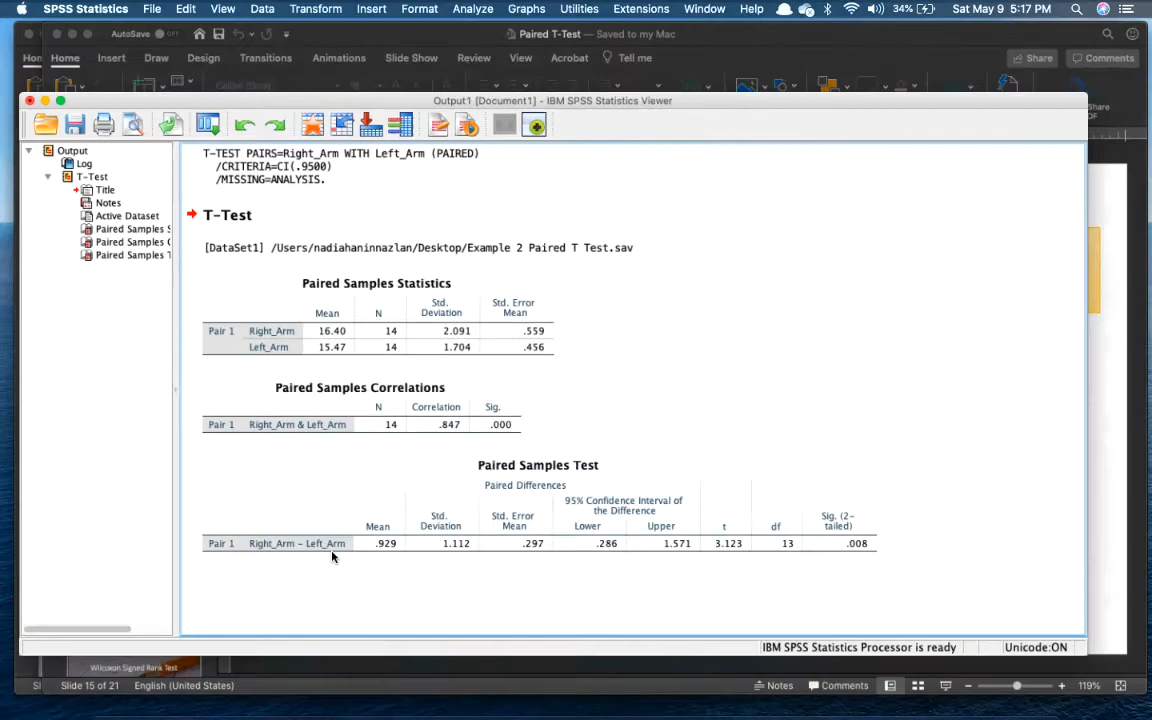 SPSS Statistics File Edit View Data Transform Insert Format Analyze Graphs Utilities Extensions Window Help 34% Sat May 9 5:17 PM
AutoSave OFF Paired T-Test — Saved to my Mac
Home Insert Draw Design Transitions Animations Slide Show Review View Acrobat Tell me Share Comments
Output1 [Document1] - IBM SPSS Statistics Viewer
Output
Log
T-Test
Title
Notes
Active Dataset
Paired Samples S
Paired Samples C
Paired Samples T
T-TEST PAIRS=Right_Arm WITH Left_Arm (PAIRED)
/CRITERIA=CI(.9500)
/MISSING=ANALYSIS.
T-Test
[DataSet1] /Users/nadiahaninnazlan/Desktop/Example 2 Paired T Test.sav
Paired Samples Statistics
Mean N Std. Deviation Std. Error Mean
Pair 1 Right_Arm 16.40 14 2.091 .559
Left_Arm 15.47 14 1.704 .456
Paired Samples Correlations
N Correlation Sig.
Pair 1 Right_Arm & Left_Arm 14 .847 .000
Paired Samples Test
Paired Differences
95% Confidence Interval of the Difference
Mean Std. Deviation Std. Error Mean Lower Upper t df Sig. (2-tailed)
Pair 1 Right_Arm - Left_Arm .929 1.112 .297 .286 1.571 3.123 13 .008
IBM SPSS Statistics Processor is ready Unicode:ON
Wilcoxon Signed Rank Test
Slide 15 of 21 English (United States) Notes Comments 119%